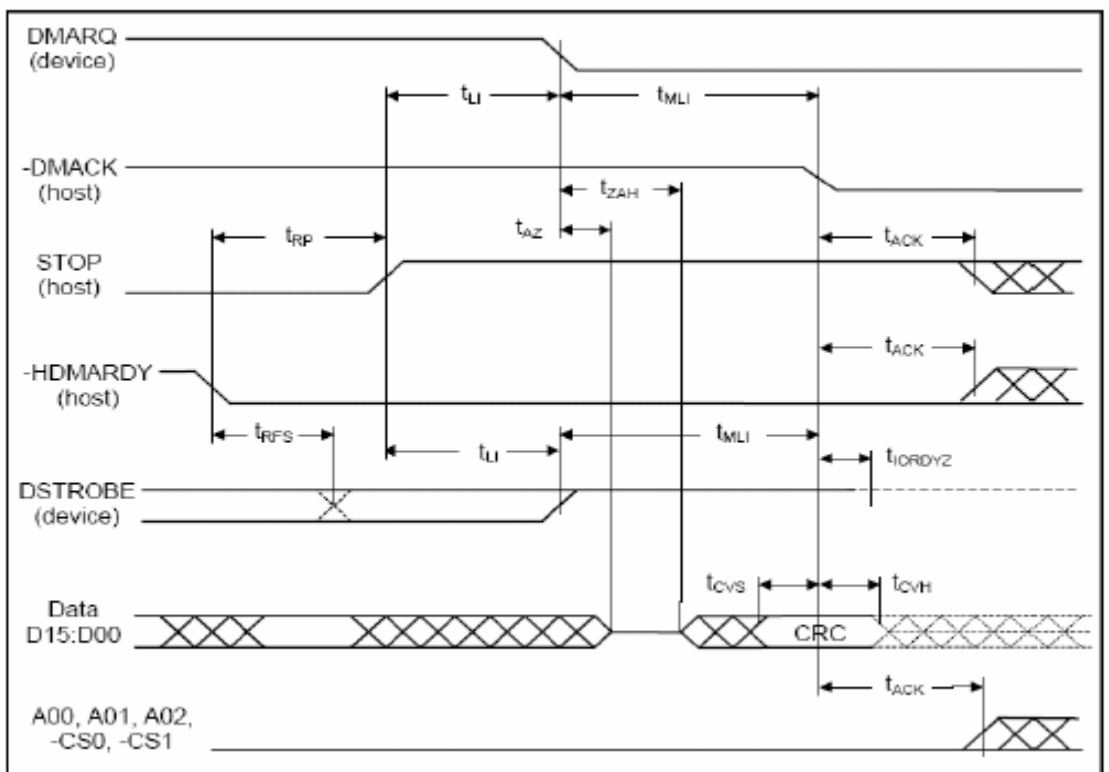 DMARQ
(device)
tLI
tMLI
-DMACK
(host)
tZAH
tAZ
tRP
tACK
STOP
(host)
tACK
-HDMARDY
(host)
tRFS
tLI
tMLI
tIORDYZ
DSTROBE
(device)
tCVS
tCVH
Data
D15:D00
CRC
tACK
A00, A01, A02,
-CS0, -CS1